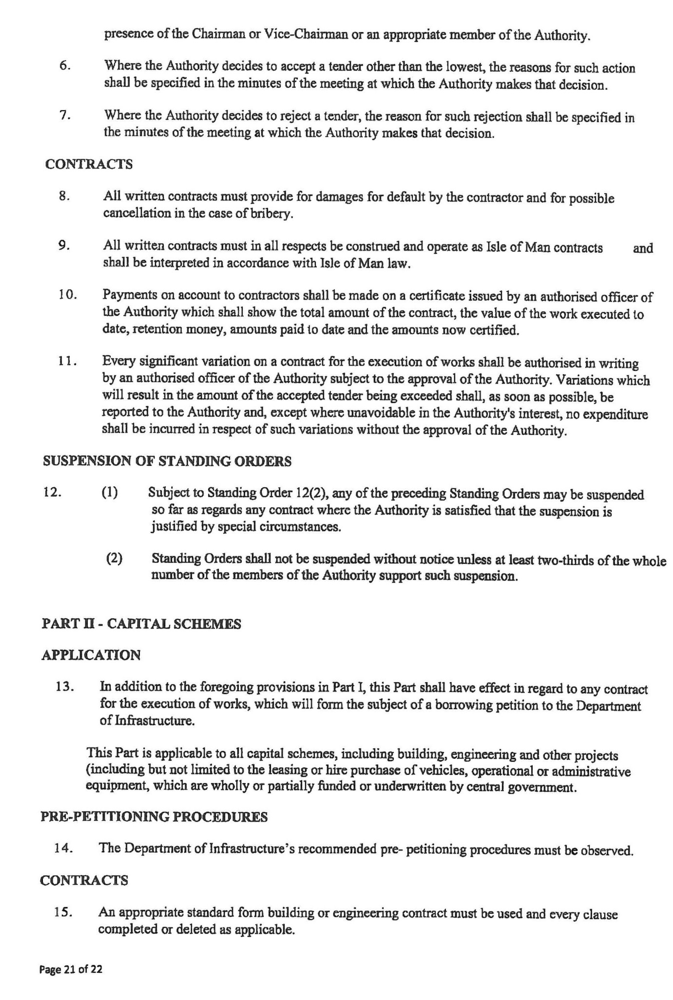 presence of the Chairman or Vice-Chairman or an appropriate member of the Authority.
6. Where the Authority decides to accept a tender other than the lowest, the reasons for such action
shall be specified in the minutes of the meeting at which the Authority makes that decision.
7. Where the Authority decides to reject a tender, the reason for such rejection shall be specified in
the minutes of the meeting at which the Authority makes that decision.
CONTRACTS
8. All written contracts must provide for damages for default by the contractor and for possible
cancellation in the case of bribery.
9. All written contracts must in all respects be construed and operate as Isle of Man contracts and
shall be interpreted in accordance with Isle of Man law.
10. Payments on account to contractors shall be made on a certificate issued by an authorised officer of
the Authority which shall show the total amount of the contract, the value of the work executed to
date, retention money, amounts paid to date and the amounts now certified.
11. Every significant variation on a contract for the execution of works shall be authorised in writing
by an authorised officer of the Authority subject to the approval of the Authority. Variations which
will result in the amount of the accepted tender being exceeded shall, as soon as possible, be
reported to the Authority and, except where unavoidable in the Authority's interest, no expenditure
shall be incurred in respect of such variations without the approval of the Authority.
SUSPENSION OF STANDING ORDERS
12. (1) Subject to Standing Order 12(2), any of the preceding Standing Orders may be suspended
so far as regards any contract where the Authority is satisfied that the suspension is
justified by special circumstances.
(2) Standing Orders shall not be suspended without notice unless at least two-thirds of the whole
number of the members of the Authority support such suspension.
PART II - CAPITAL SCHEMES
APPLICATION
13. In addition to the foregoing provisions in Part I, this Part shall have effect in regard to any contract
for the execution of works, which will form the subject of a borrowing petition to the Department
of Infrastructure.
This Part is applicable to all capital schemes, including building, engineering and other projects
(including but not limited to the leasing or hire purchase of vehicles, operational or administrative
equipment, which are wholly or partially funded or underwritten by central government.
PRE-PETITIONING PROCEDURES
14. The Department of Infrastructure’s recommended pre- petitioning procedures must be observed.
CONTRACTS
15. An appropriate standard form building or engineering contract must be used and every clause
completed or deleted as applicable.
Page 21 of 22